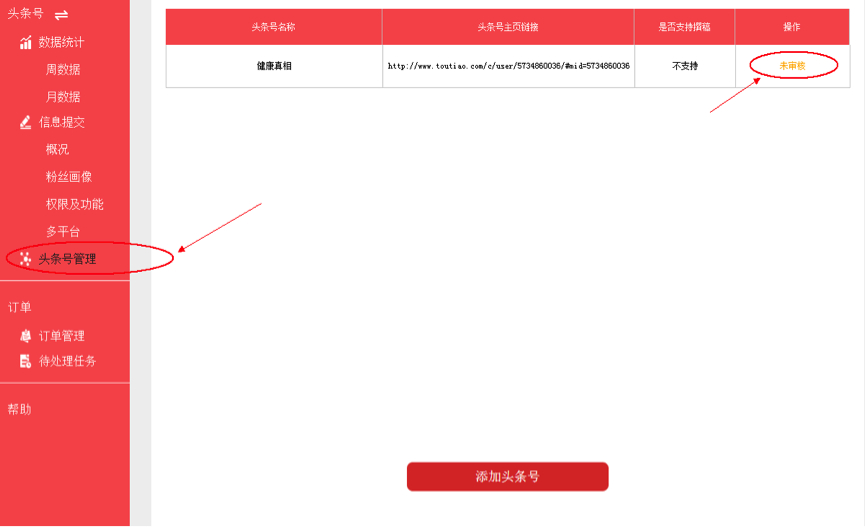 头条号
数据统计
周数据
月数据
信息提交
概况
粉丝画像
权限及功能
多平台
头条号管理
订单
订单管理
待处理任务
帮助
头条号名称 头条号主页链接 是否支持撰稿 操作
健康真相 http://www.toutiao.com/c/user/5734860036/#mid=5734860036 不支持 未审核
添加头条号